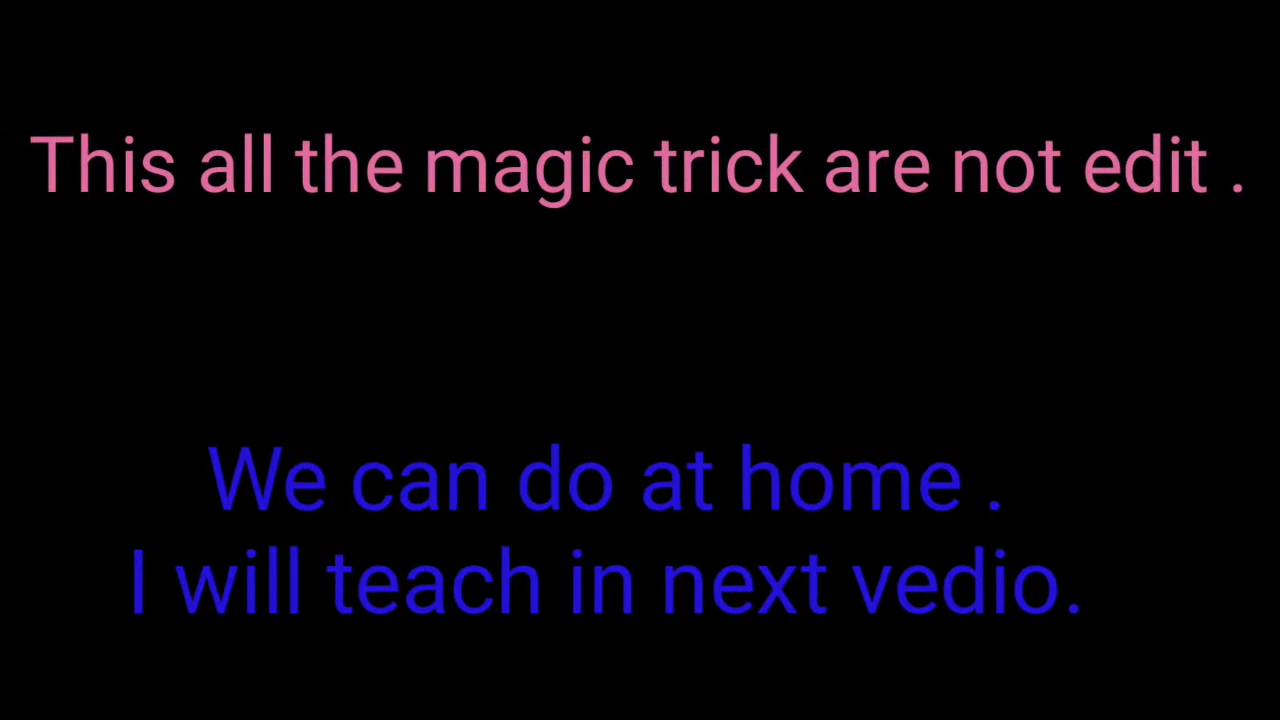 This all the magic trick are not edit .
We can do at home .
I will teach in next vedio.